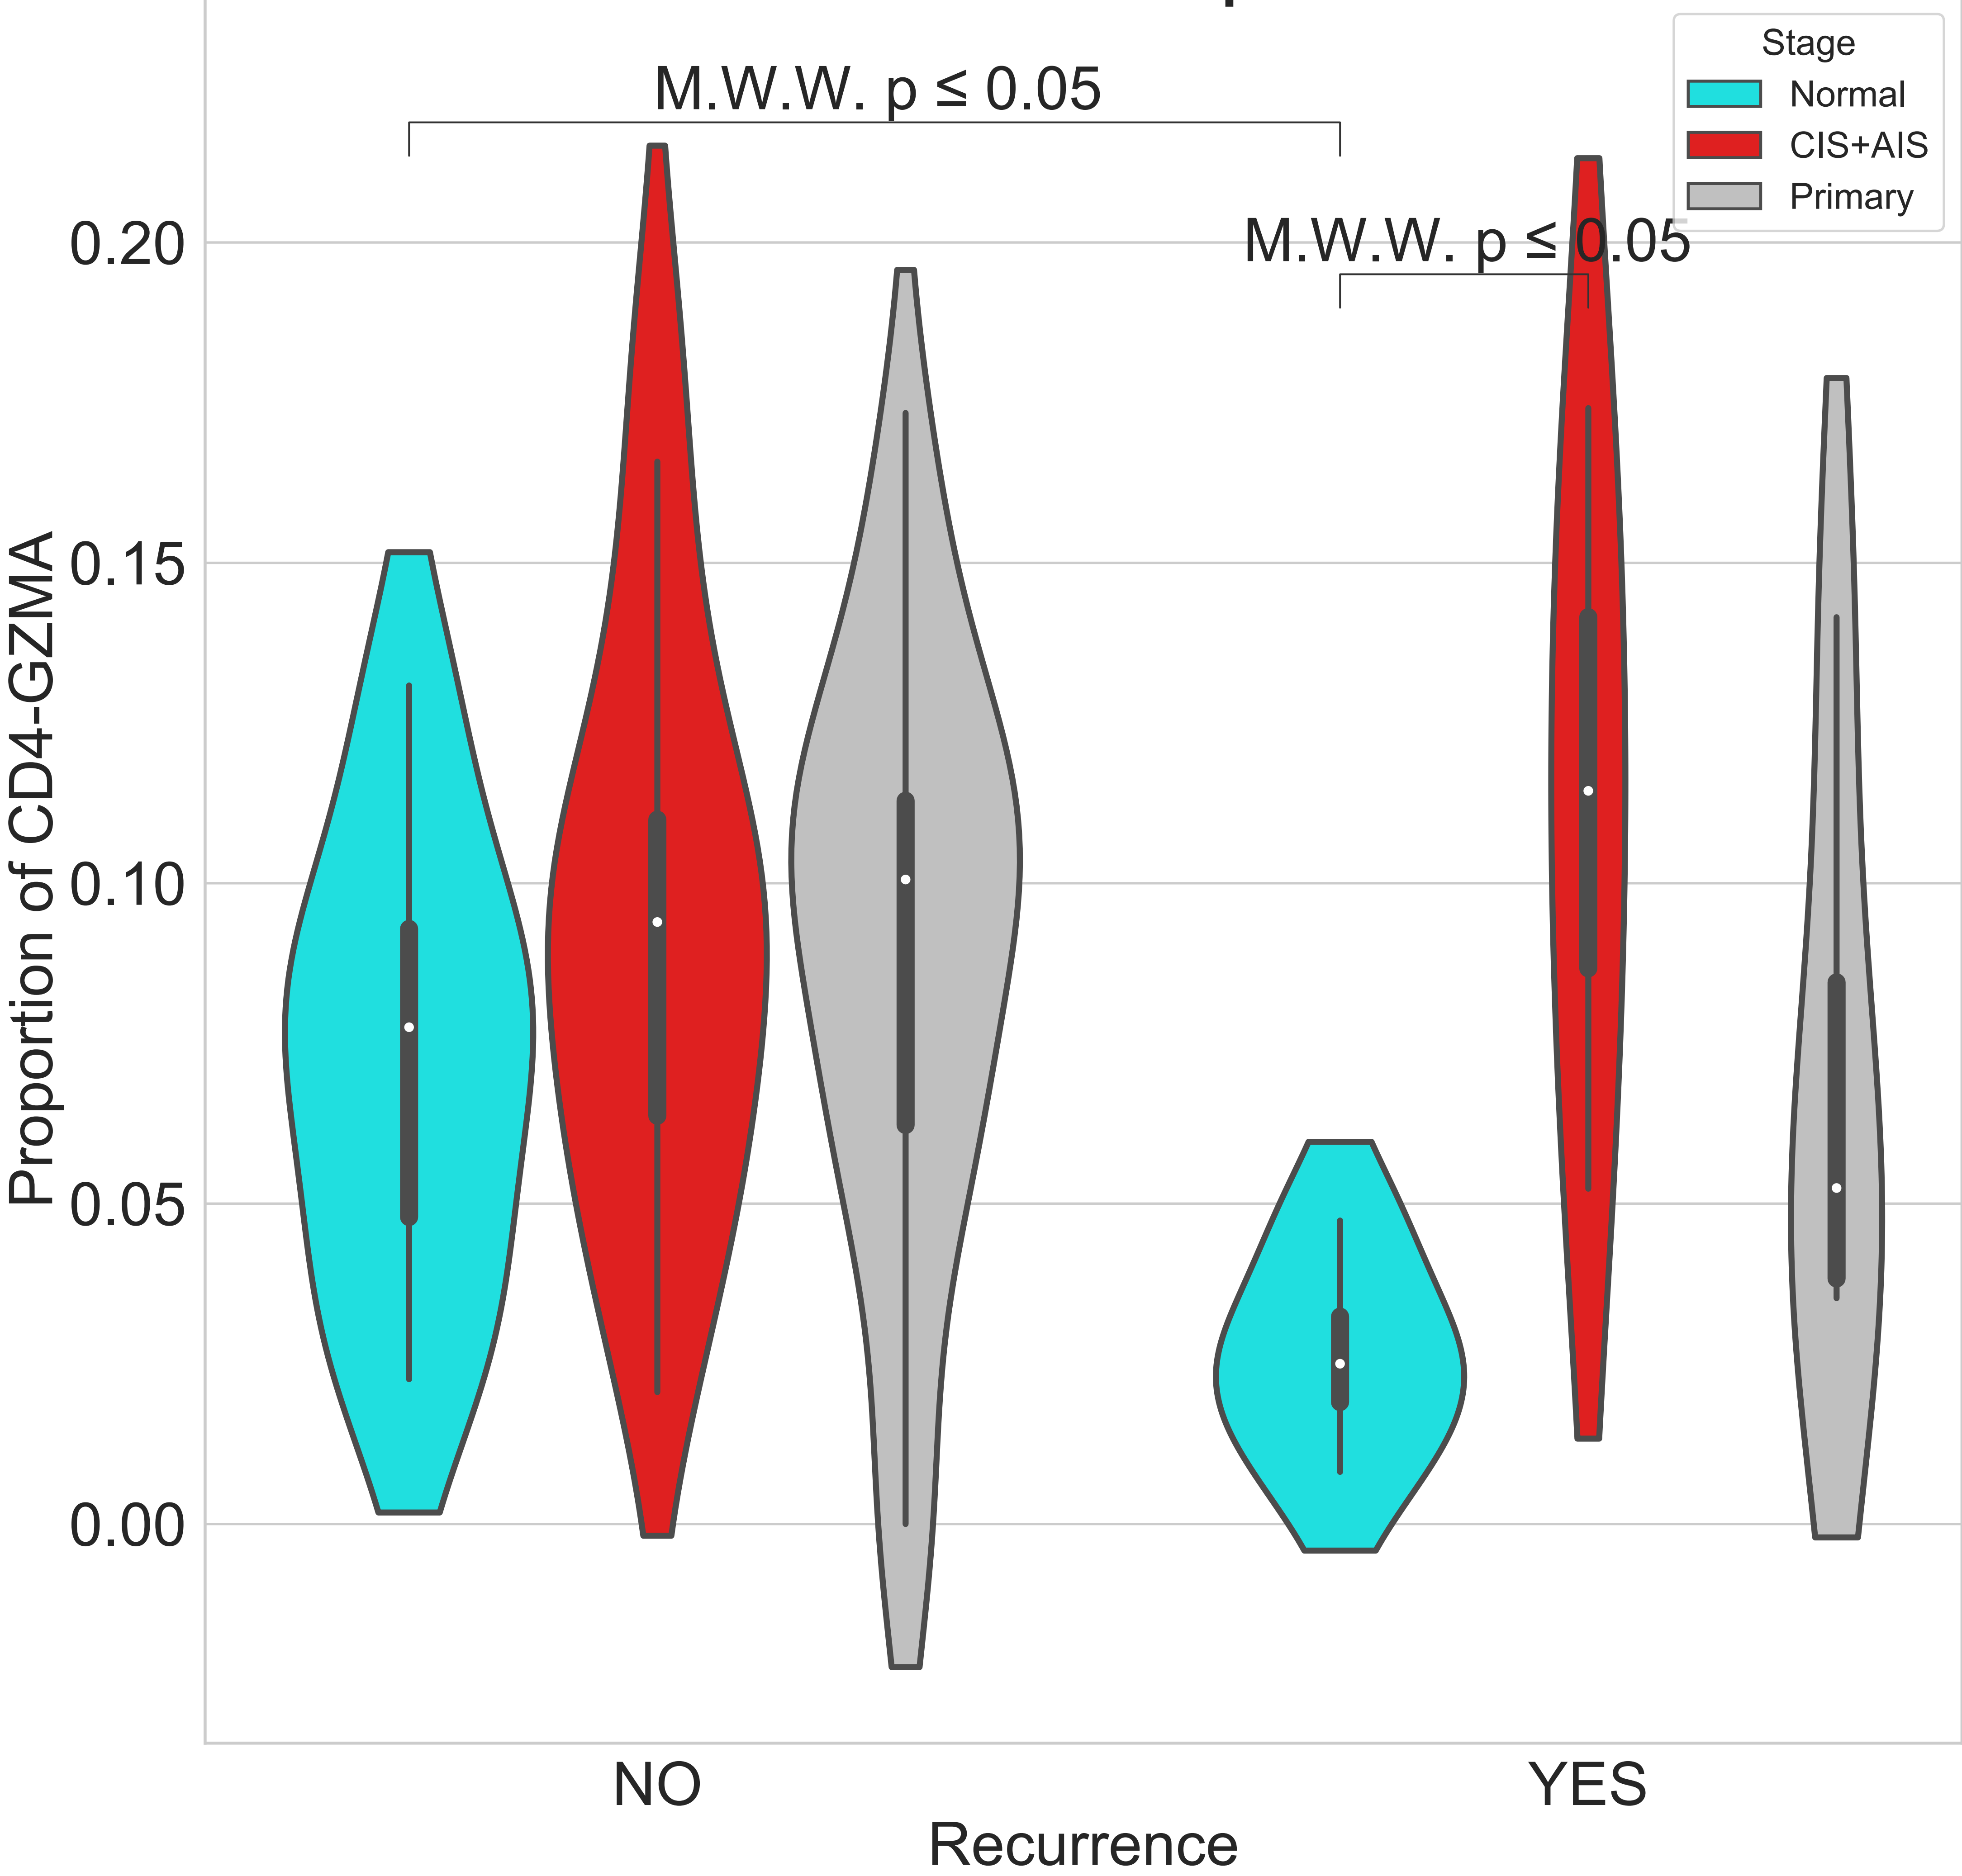 M.W.W. p ≤ 0.05
Stage
Normal
CIS+AIS
Primary
M.W.W. p ≤ 0.05
Proportion of CD4-GZMA
0.20
0.15
0.10
0.05
0.00
NO
YES
Recurrence